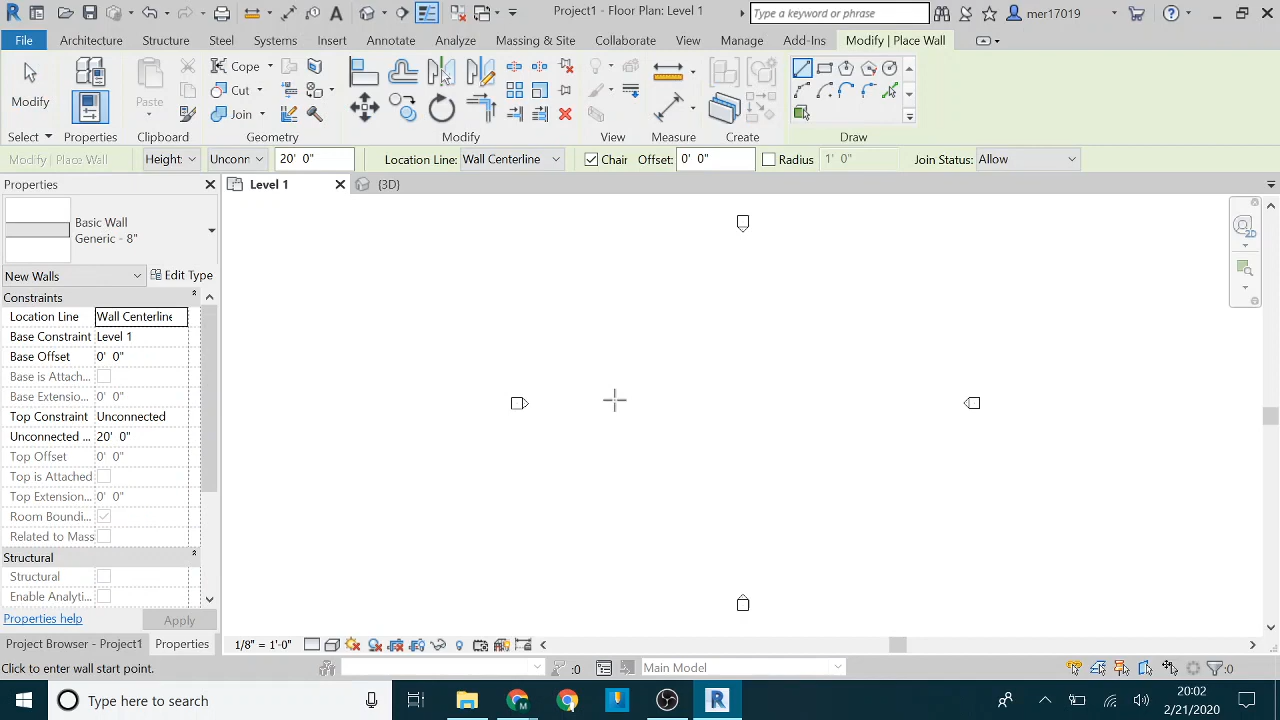 Project1 - Floor Plan: Level 1
Type a keyword or phrase
mer17019
File Architecture Structure Steel Systems Insert Annotate Analyze Massing & Site Collaborate View Manage Add-Ins Modify | Place Wall
Modify
Paste
Cope
Cut
Join
Select Properties Clipboard Geometry Modify View Measure Create Draw
Modify | Place Wall Height Unconn 20' 0" Location Line: Wall Centerline Chair Offset: 0' 0" Radius 1' 0" Join Status: Allow
Properties
Level 1
{3D}
Basic Wall
Generic - 8"
New Walls
Edit Type
Constraints
Location Line Wall Centerline
Base Constraint Level 1
Base Offset 0' 0"
Base is Attach...
Base Extensio... 0' 0"
Top Constraint Unconnected
Unconnected ... 20' 0"
Top Offset 0' 0"
Top is Attached
Top Extension... 0' 0"
Room Boundi...
Related to Mass
Structural
Structural
Enable Analyti...
Properties help
Apply
Project Browser - Project1
Properties
1/8" = 1'-0"
2D
Click to enter wall start point.
:0
Main Model
:0
Type here to search
20:02
2/21/2020